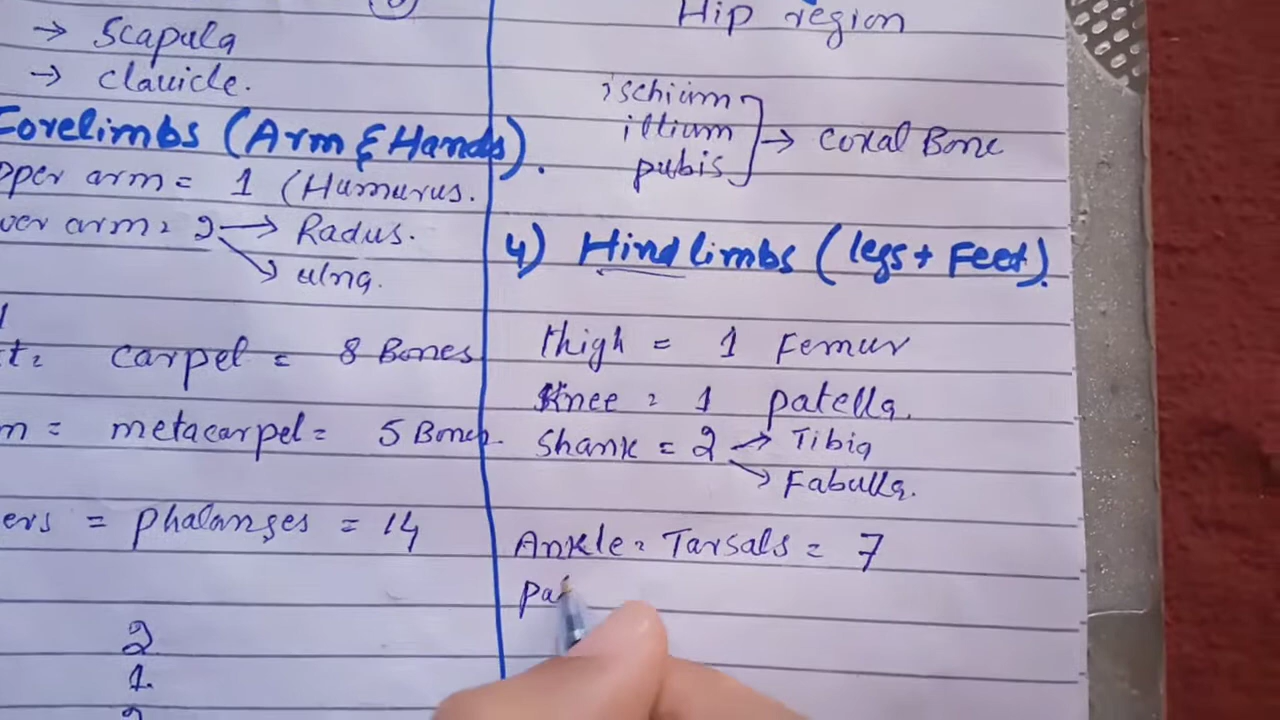 → Scapula
→ Clavicle.
Forelimbs (Arm & Hands).
pper arm = 1 (Humurus.
wer arm = 2 → Radus.
→ ulna.
t = carpel = 8 Bones
m = metacarpel = 5 Bones.
ers = phalanges = 14
2
1.
Hip region
ischium
illium
pubis
→ coxal Bone
4) Hind limbs (legs + Feet).
thigh = 1 Femur
Knee = 1 patella.
Shank = 2 → Tibia
→ Fabulla.
Ankle = Tarsals = 7
pa